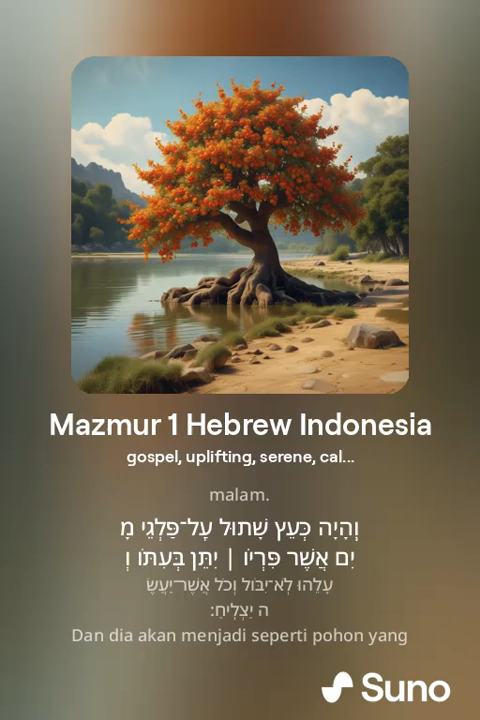 Mazmur 1 Hebrew Indonesia
gospel, uplifting, serene, cal...
malam.
וְהָיָה כְּעֵץ שָׁתוּל עַל־פַּלְגֵי מָ
יִם אֲשֶׁר פִּרְיוֹ | יִתֵּן בְּעִתּוֹ וְ
עָלֵהוּ לֹא־יִבּוֹל וְכֹל אֲשֶׁר־יַעֲשֶׂ
ה יַצְלִיחַ:
Dan dia akan menjadi seperti pohon yang
Suno